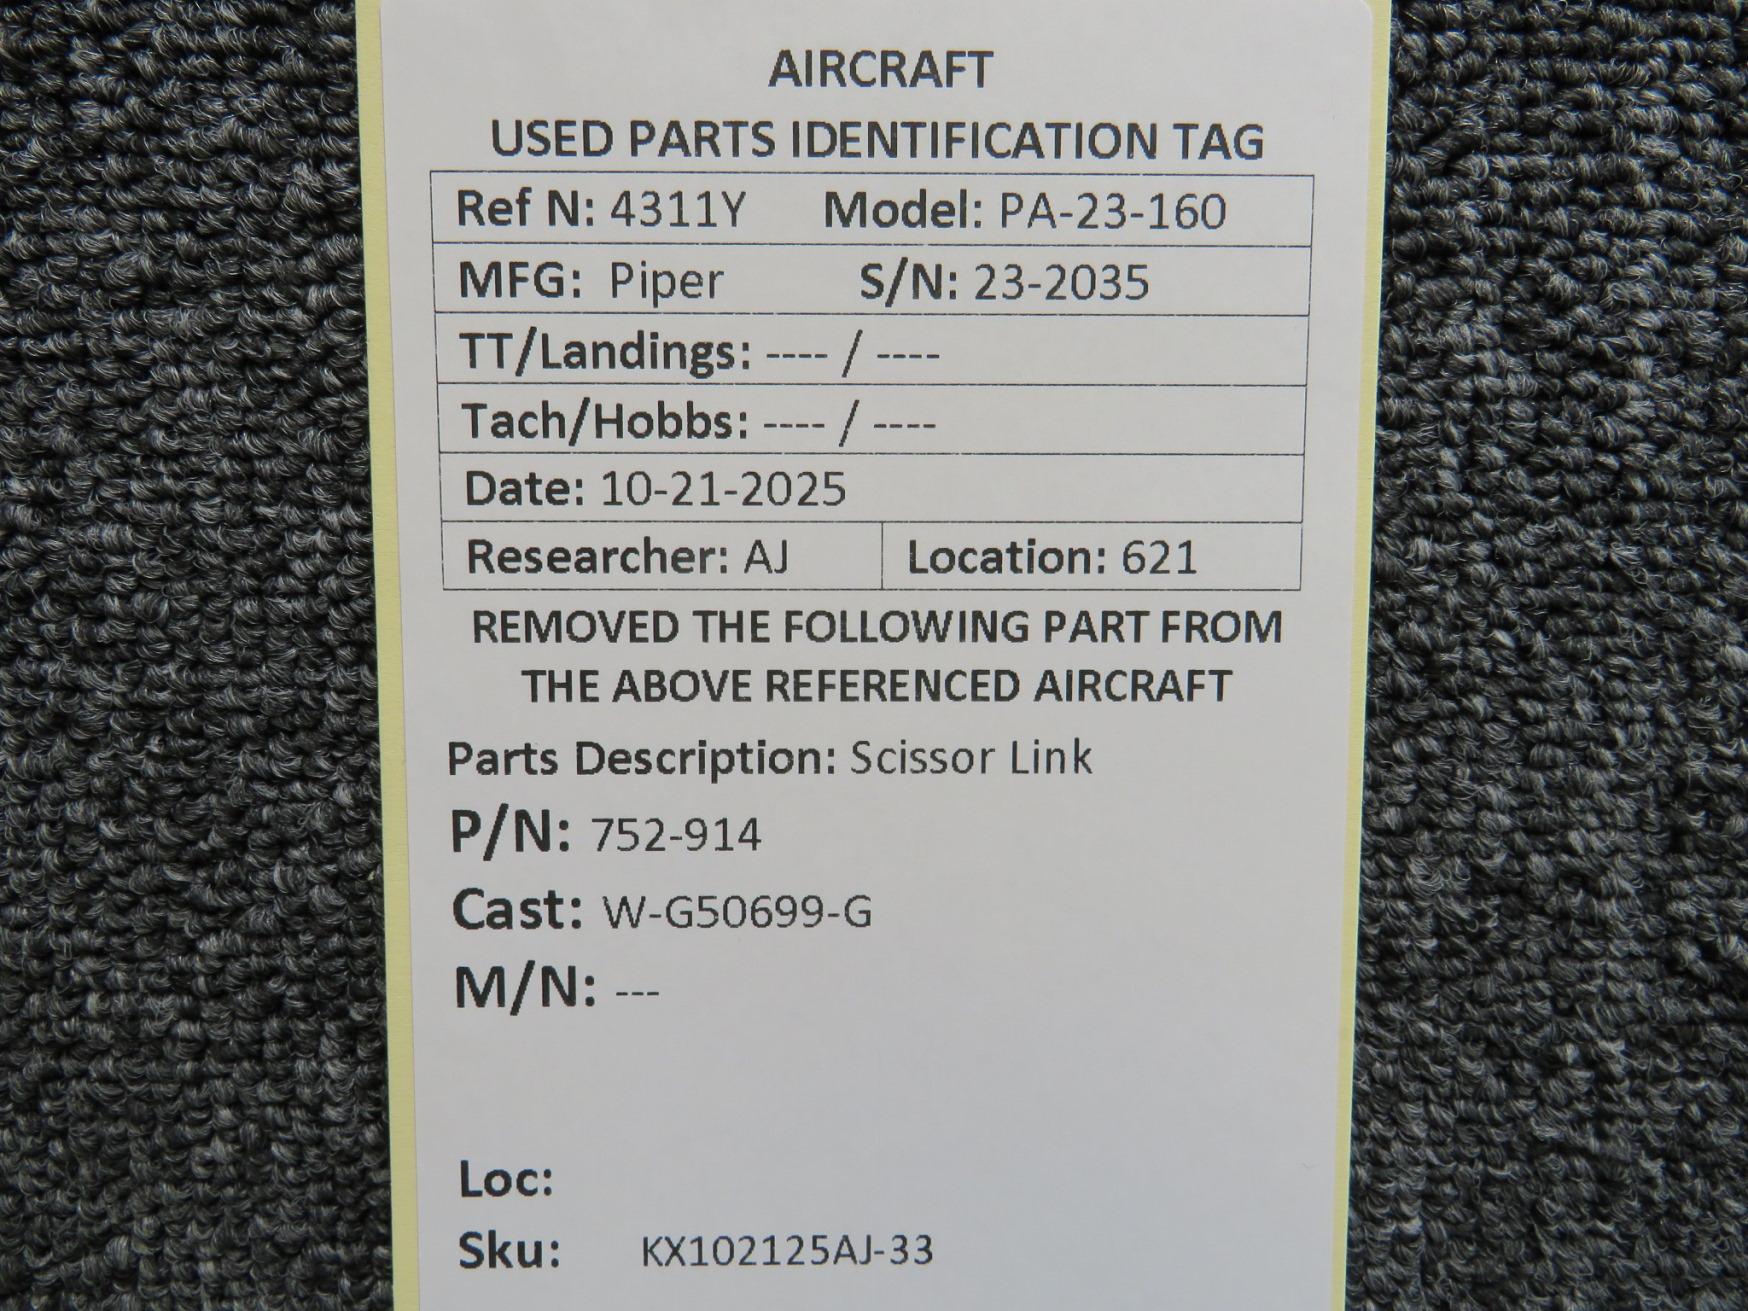 AIRCRAFT
USED PARTS IDENTIFICATION TAG
Ref N: 4311Y Model: PA-23-160
MFG: Piper S/N: 23-2035
TT/Landings: ---- / ----
Tach/Hobbs: ---- / ----
Date: 10-21-2025
Researcher: AJ Location: 621
REMOVED THE FOLLOWING PART FROM
THE ABOVE REFERENCED AIRCRAFT
Parts Description: Scissor Link
P/N: 752-914
Cast: W-G50699-G
M/N: ---
Loc:
Sku: KX102125AJ-33